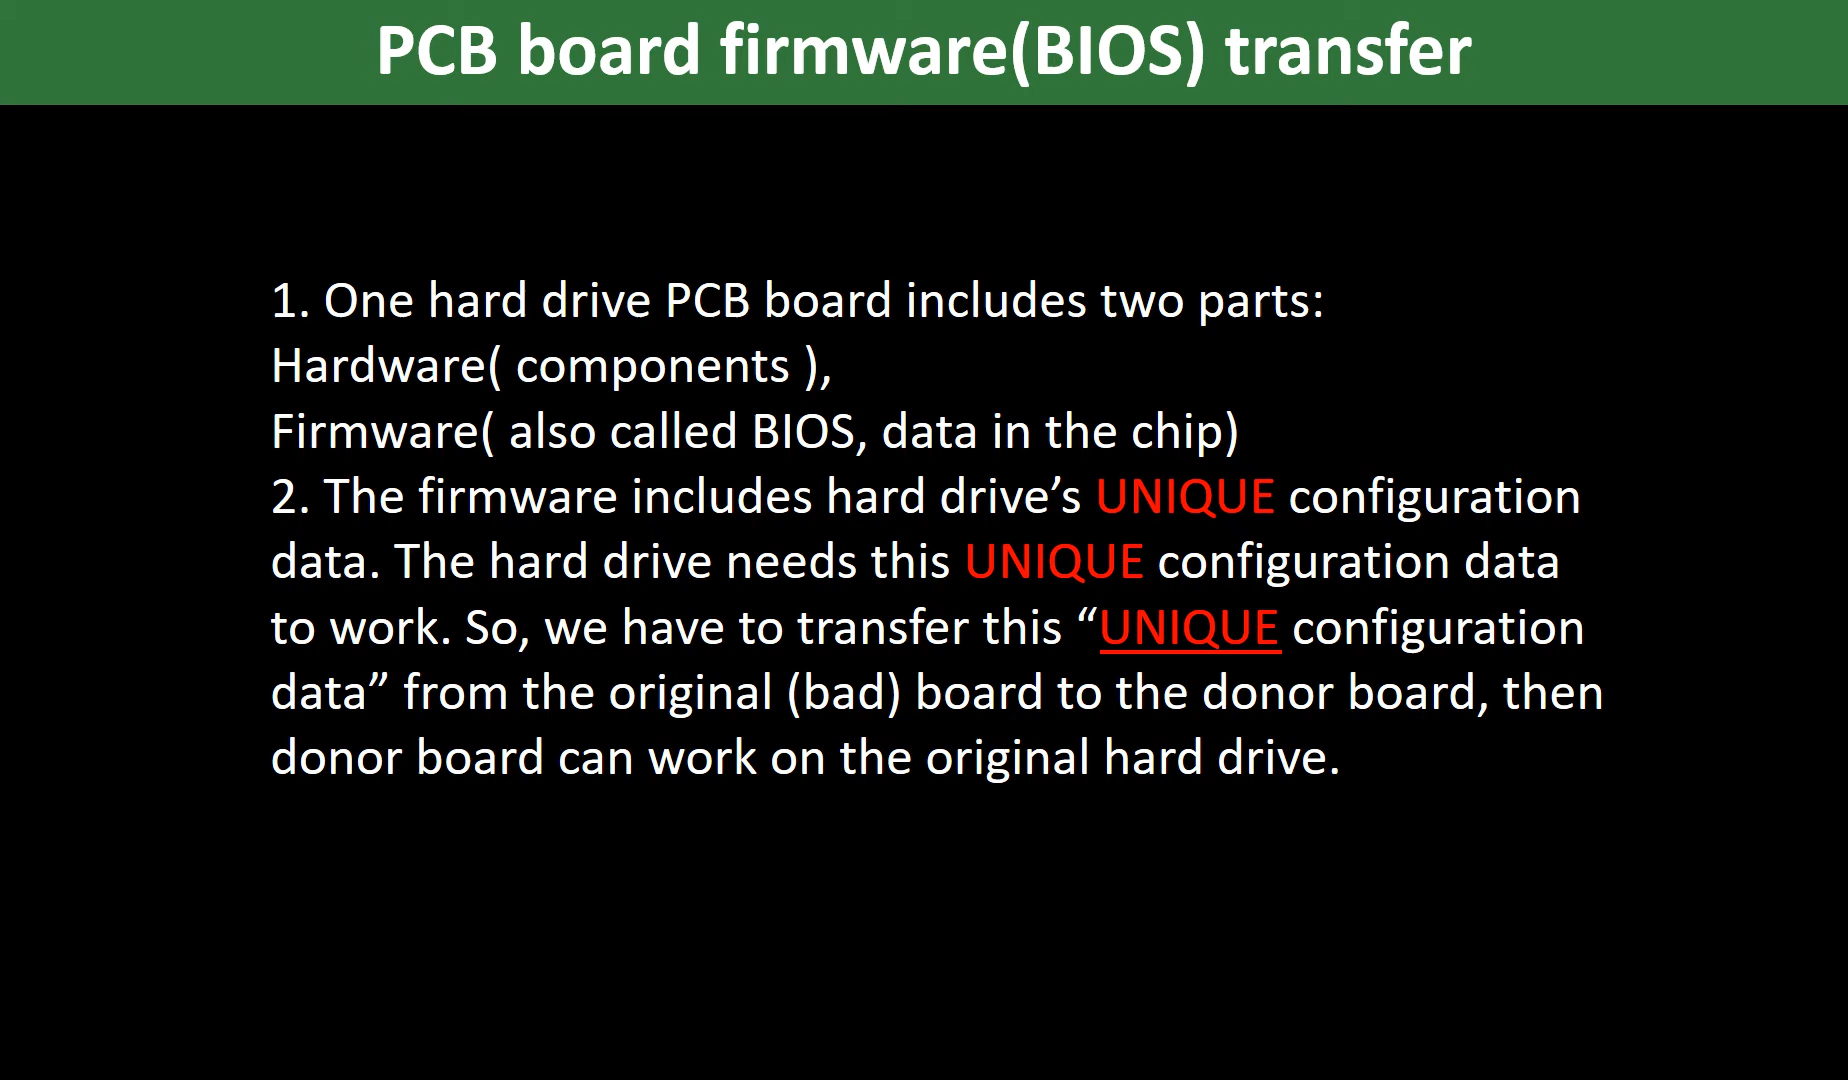 PCB board firmware(BIOS) transfer
1. One hard drive PCB board includes two parts:
Hardware( components ),
Firmware( also called BIOS, data in the chip)
2. The firmware includes hard drive’s UNIQUE configuration
data. The hard drive needs this UNIQUE configuration data
to work. So, we have to transfer this “UNIQUE configuration
data” from the original (bad) board to the donor board, then
donor board can work on the original hard drive.